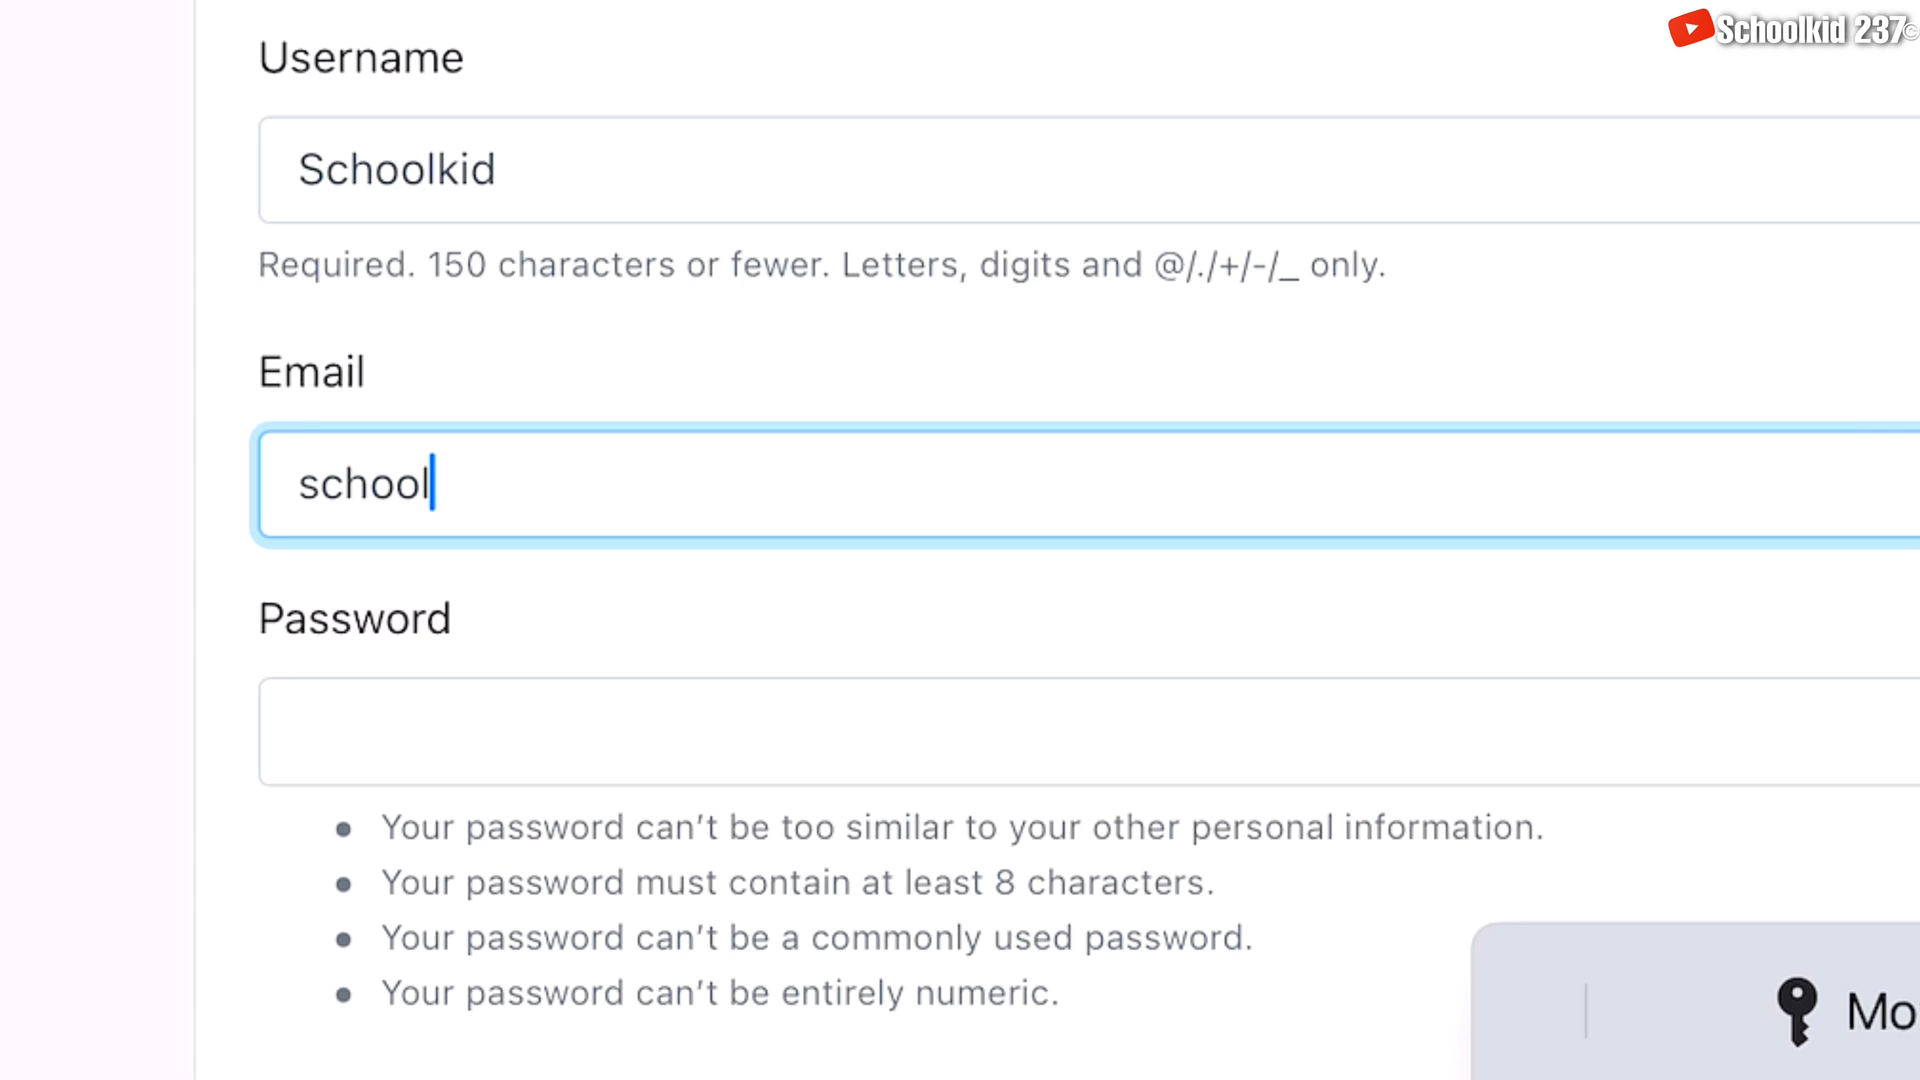 Schoolkid 237©
Username
Schoolkid
Required. 150 characters or fewer. Letters, digits and @/./+/-/_ only.
Email
school
Password
Your password can’t be too similar to your other personal information.
Your password must contain at least 8 characters.
Your password can’t be a commonly used password.
Your password can’t be entirely numeric.